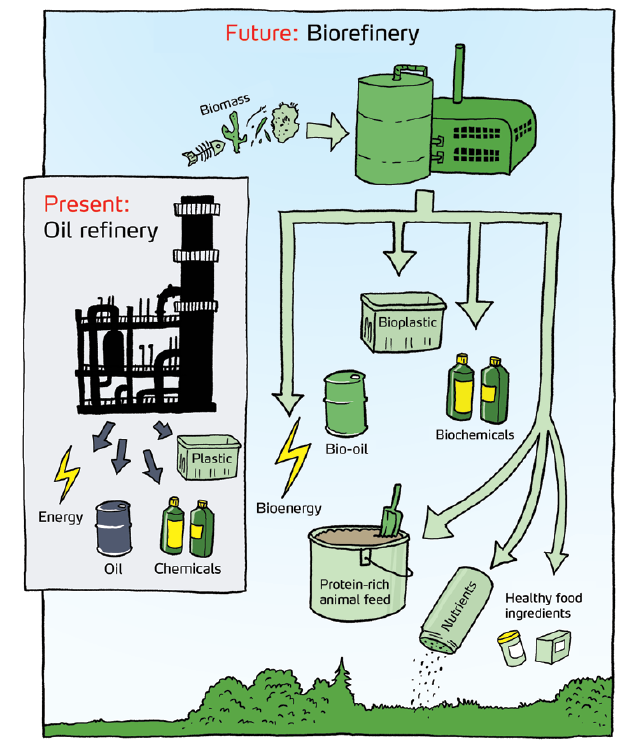 Future: Biorefinery
Biomass
Present:
Oil refinery
Bioplastic
Biochemicals
Bio-oil
Bioenergy
Plastic
Energy
Oil
Chemicals
Protein-rich
animal feed
Nutrients
Healthy food
ingredients